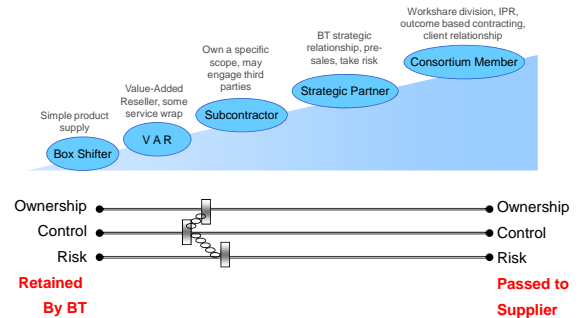 Workshare division, IPR,
outcome based contracting,
client relationship
Consortium Member
BT strategic
relationship, pre-
sales, take risk
Strategic Partner
Own a specific
scope, may
engage third
parties
Subcontractor
Value-Added
Reseller, some
service wrap
V A R
Simple product
supply
Box Shifter
Ownership
Ownership
Control
Control
Risk
Risk
Retained
By BT
Passed to
Supplier